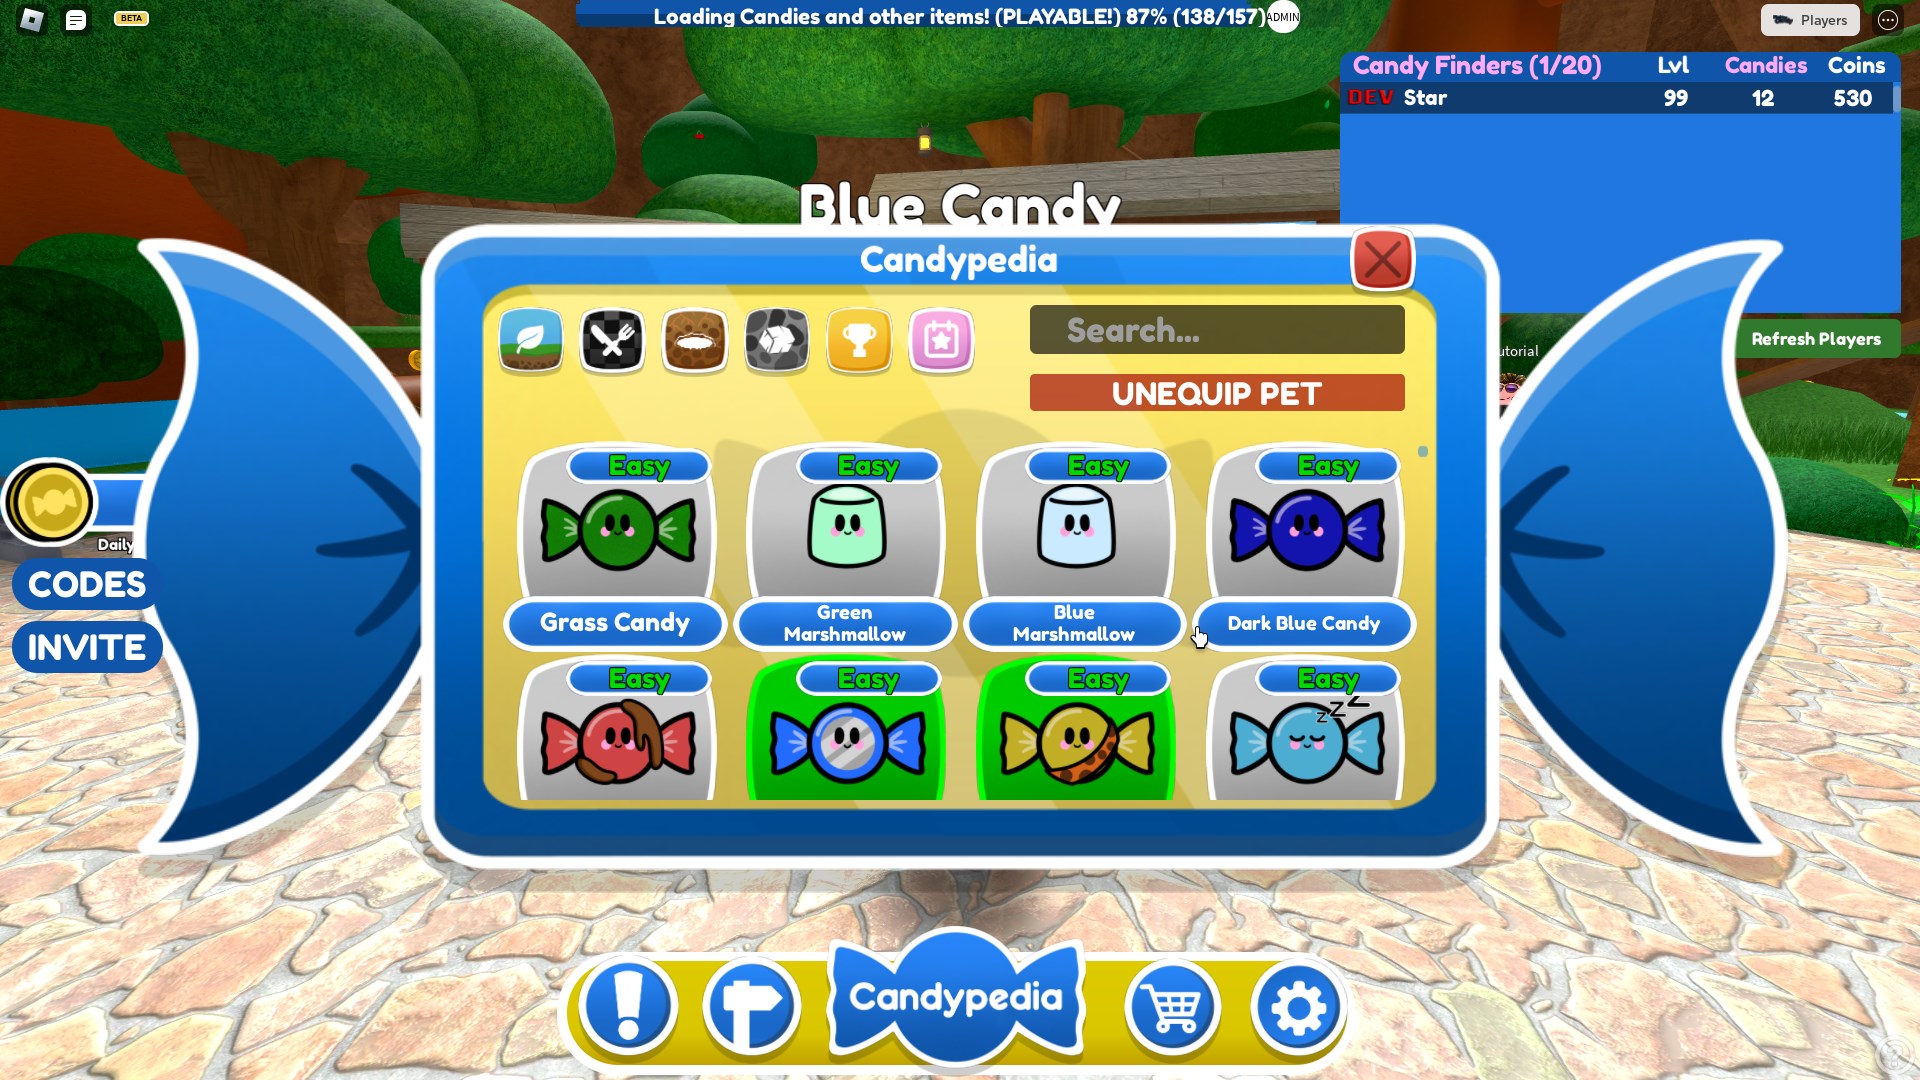 BETA
Loading Candies and other items! (PLAYABLE!) 87% (138/157)
ADMIN
Players
Candy Finders (1/20) Lvl Candies Coins
DEV Star 99 12 530
Blue Candy
Candypedia
Search...
UNEQUIP PET
Refresh Players
utorial
Easy Easy Easy Easy
Grass Candy
Green
Marshmallow
Blue
Marshmallow
Dark Blue Candy
Easy Easy Easy Easy
z z z
Daily
CODES
INVITE
Candypedia